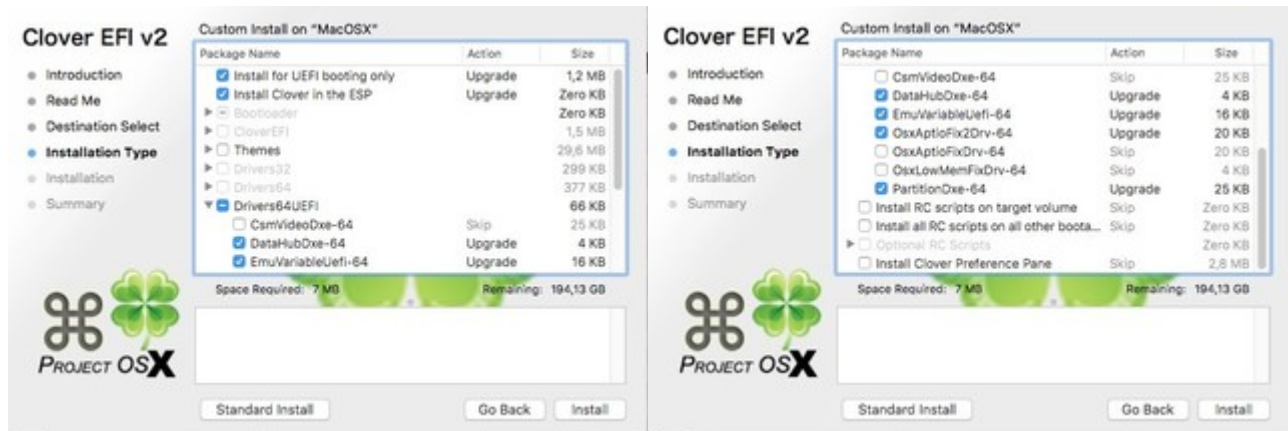 Clover EFI v2
Introduction
Read Me
Destination Select
Installation Type
Installation
Summary
Custom Install on "MacOSX"
Package Name Action Size
Install for UEFI booting only Upgrade 1,2 MB
Install Clover in the ESP Upgrade Zero KB
Bootloader Zero KB
CloverEFI 1,5 MB
Themes 29,6 MB
Drivers32 299 KB
Drivers64 377 KB
Drivers64UEFI 66 KB
CsmVideoDxe-64 Skip 25 KB
DataHubDxe-64 Upgrade 4 KB
EmuVariableUefi-64 Upgrade 16 KB
Space Required: 7 MB Remaining: 194,13 GB
PROJECT OSX
Standard Install Go Back Install
Clover EFI v2
Introduction
Read Me
Destination Select
Installation Type
Installation
Summary
Custom Install on "MacOSX"
Package Name Action Size
CsmVideoDxe-64 Skip 25 KB
DataHubDxe-64 Upgrade 4 KB
EmuVariableUefi-64 Upgrade 16 KB
OsxAptioFix2Drv-64 Upgrade 20 KB
OsxAptioFixDrv-64 Skip 20 KB
OsxLowMemFixDrv-64 Skip 4 KB
PartitionDxe-64 Upgrade 25 KB
Install RC scripts on target volume Skip Zero KB
Install all RC scripts on all other boota... Skip Zero KB
Optional RC Scripts Zero KB
Install Clover Preference Pane Skip 2,8 MB
Space Required: 7 MB Remaining: 194,13 GB
PROJECT OSX
Standard Install Go Back Install